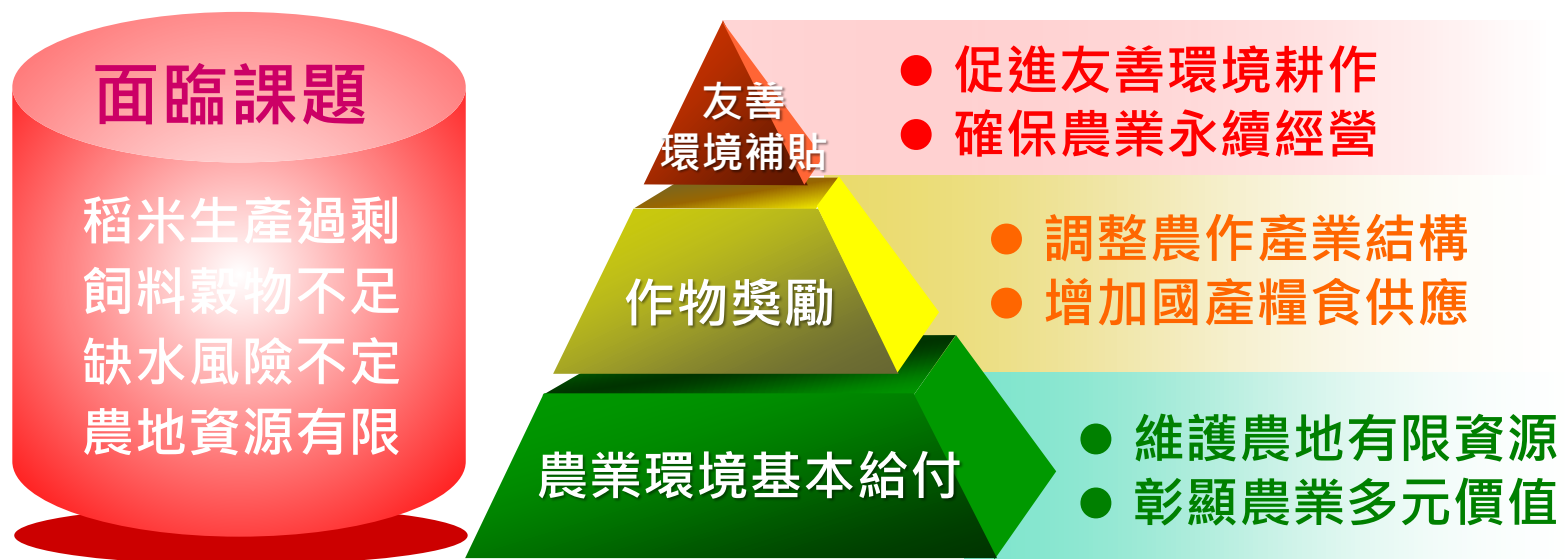 面臨課題
稻米生產過剩
飼料穀物不足
缺水風險不定
農地資源有限
友善
環境補貼
● 促進友善環境耕作
● 確保農業永續經營
作物獎勵
● 調整農作產業結構
● 增加國產糧食供應
農業環境基本給付
● 維護農地有限資源
● 彰顯農業多元價值